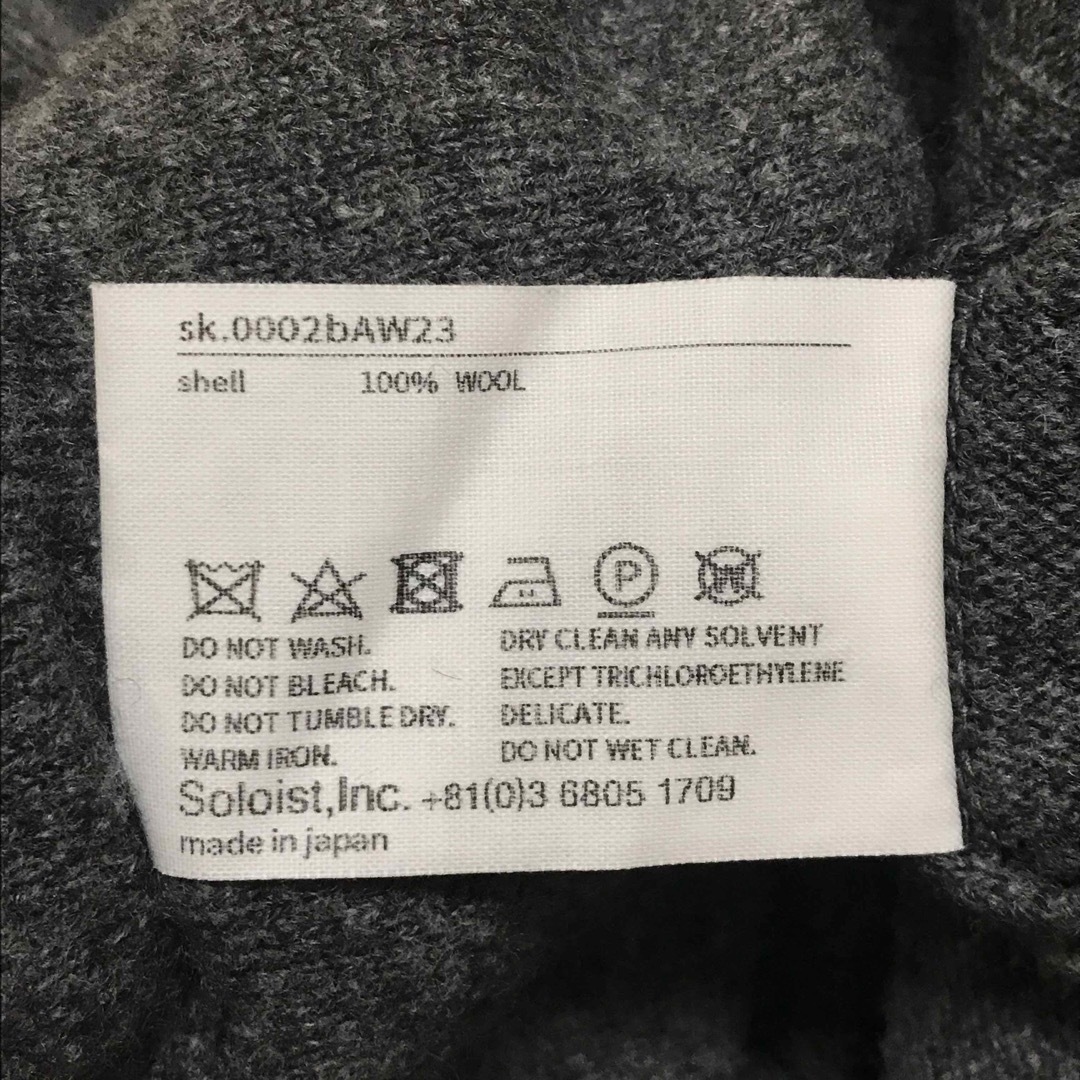 sk.0002bAW23
shell 100% WOOL
P W
DO NOT WASH.
DO NOT BLEACH.
DO NOT TUMBLE DRY.
WARM IRON.
DRY CLEAN ANY SOLVENT
EXCEPT TRICHLOROETHYLENE
DELICATE.
DO NOT WET CLEAN.
Soloist,Inc. +81(0)3 6805 1709
made in japan